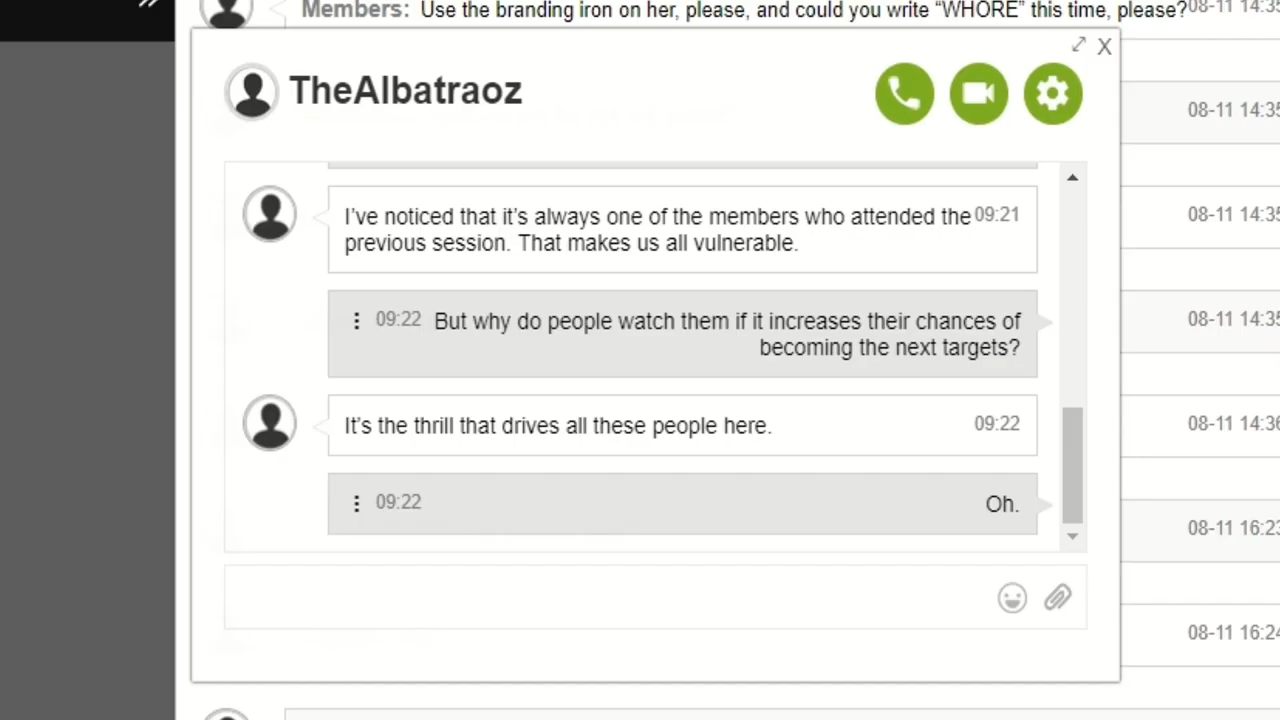 Members: Use the branding iron on her, please, and could you write “WHORE” this time, please?
TheAlbatraoz
X
08-11 14:35
I’ve noticed that it’s always one of the members who attended the 09:21
previous session. That makes us all vulnerable.
08-11 14:35
09:22 But why do people watch them if it increases their chances of
becoming the next targets?
08-11 14:35
It’s the thrill that drives all these people here. 09:22
08-11 14:36
09:22 Oh.
08-11 16:23
08-11 16:24